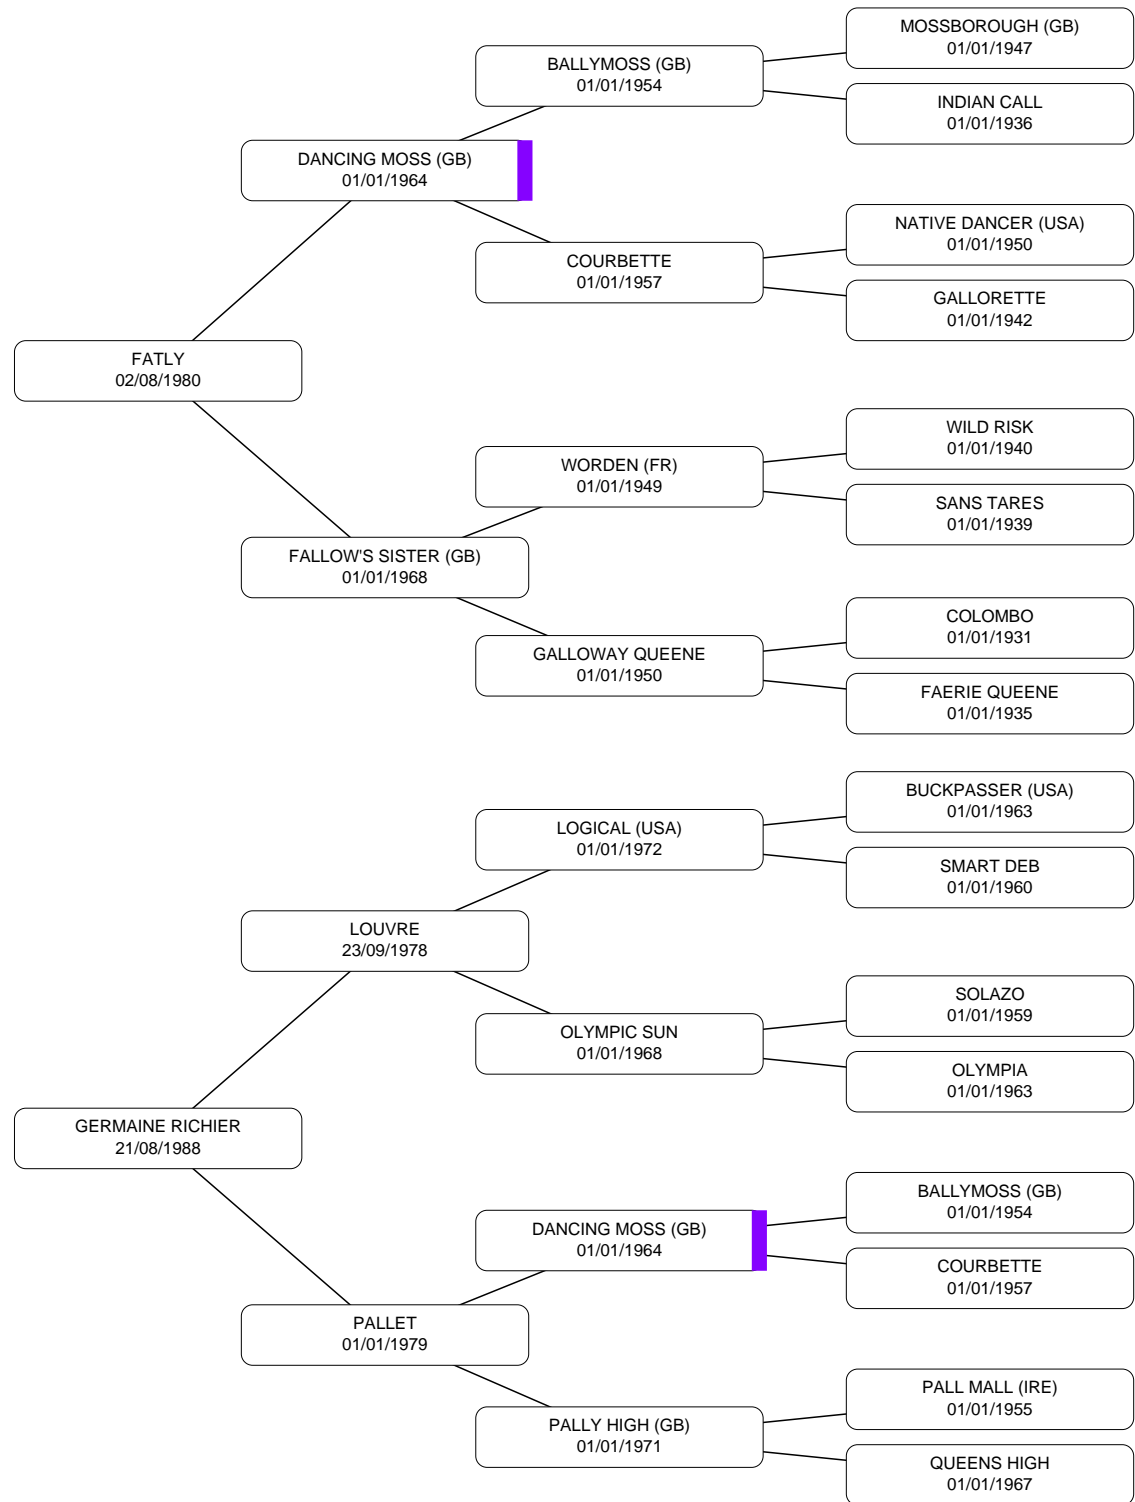 MOSSBOROUGH (GB)
01/01/1947
BALLYMOSS (GB)
01/01/1954
INDIAN CALL
01/01/1936
DANCING MOSS (GB)
01/01/1964
NATIVE DANCER (USA)
01/01/1950
COURBETTE
01/01/1957
GALLORETTE
01/01/1942
FATLY
02/08/1980
WILD RISK
01/01/1940
WORDEN (FR)
01/01/1949
SANS TARES
01/01/1939
FALLOW'S SISTER (GB)
01/01/1968
COLOMBO
01/01/1931
GALLOWAY QUEENE
01/01/1950
FAERIE QUEENE
01/01/1935
BUCKPASSER (USA)
01/01/1963
LOGICAL (USA)
01/01/1972
SMART DEB
01/01/1960
LOUVRE
23/09/1978
SOLAZO
01/01/1959
OLYMPIC SUN
01/01/1968
OLYMPIA
01/01/1963
GERMAINE RICHIER
21/08/1988
BALLYMOSS (GB)
01/01/1954
DANCING MOSS (GB)
01/01/1964
COURBETTE
01/01/1957
PALLET
01/01/1979
PALL MALL (IRE)
01/01/1955
PALLY HIGH (GB)
01/01/1971
QUEENS HIGH
01/01/1967